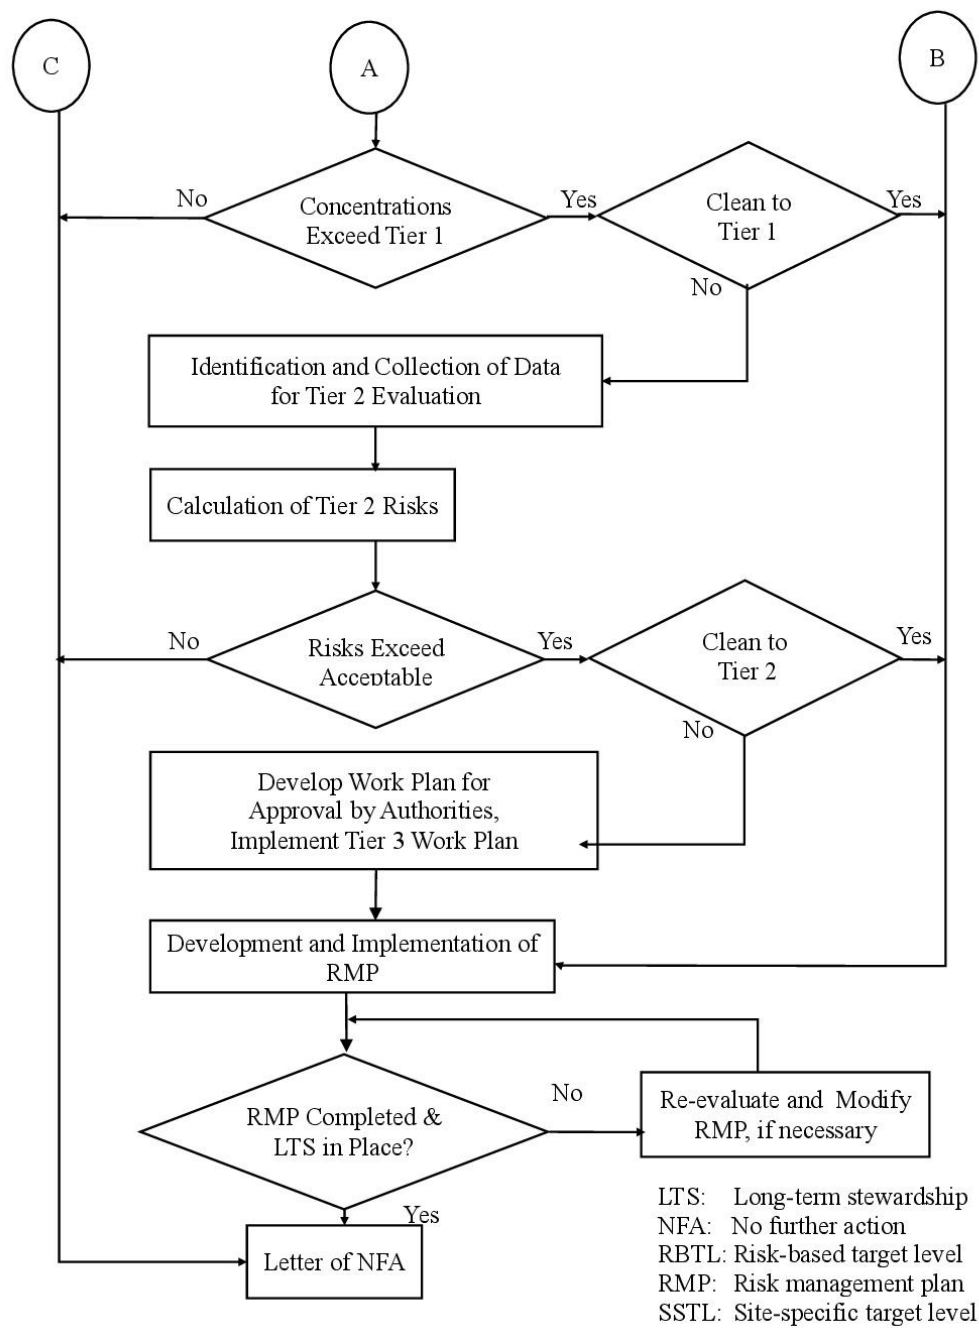 C
A
B
No
Concentrations
Exceed Tier 1
Yes
Clean to
Tier 1
Yes
No
Identification and Collection of Data
for Tier 2 Evaluation
Calculation of Tier 2 Risks
No
Risks Exceed
Acceptable
Yes
Clean to
Tier 2
Yes
No
Develop Work Plan for
Approval by Authorities,
Implement Tier 3 Work Plan
Development and Implementation of
RMP
RMP Completed &
LTS in Place?
No
Re-evaluate and Modify
RMP, if necessary
Yes
Letter of NFA
LTS: Long-term stewardship
NFA: No further action
RBTL: Risk-based target level
RMP: Risk management plan
SSTL: Site-specific target level